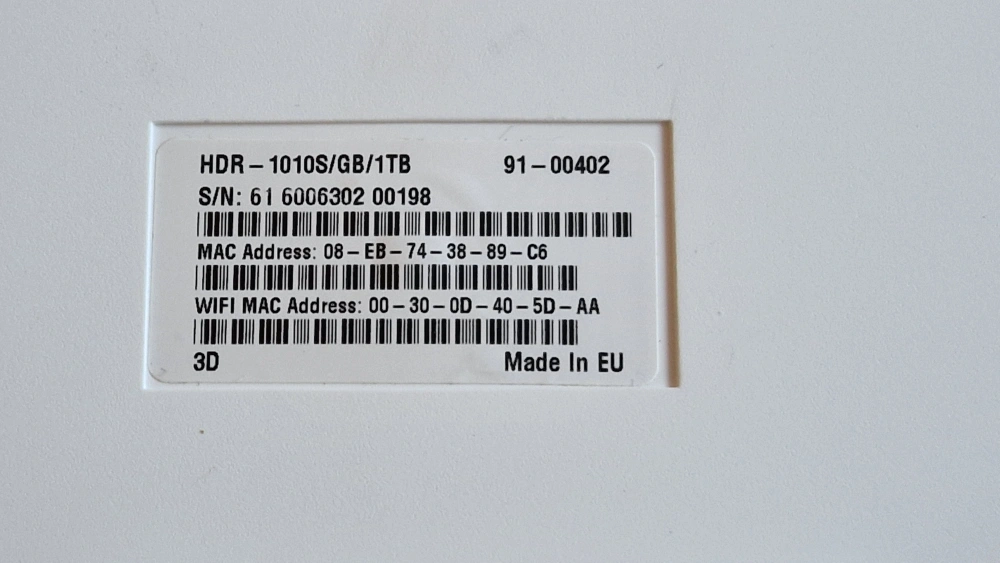 HDR-1010S/GB/1TB 91-00402
S/N: 61 6006302 00198
MAC Address: 08-EB-74-38-89-C6
WIFI MAC Address: 00-30-0D-40-5D-AA
3D Made In EU